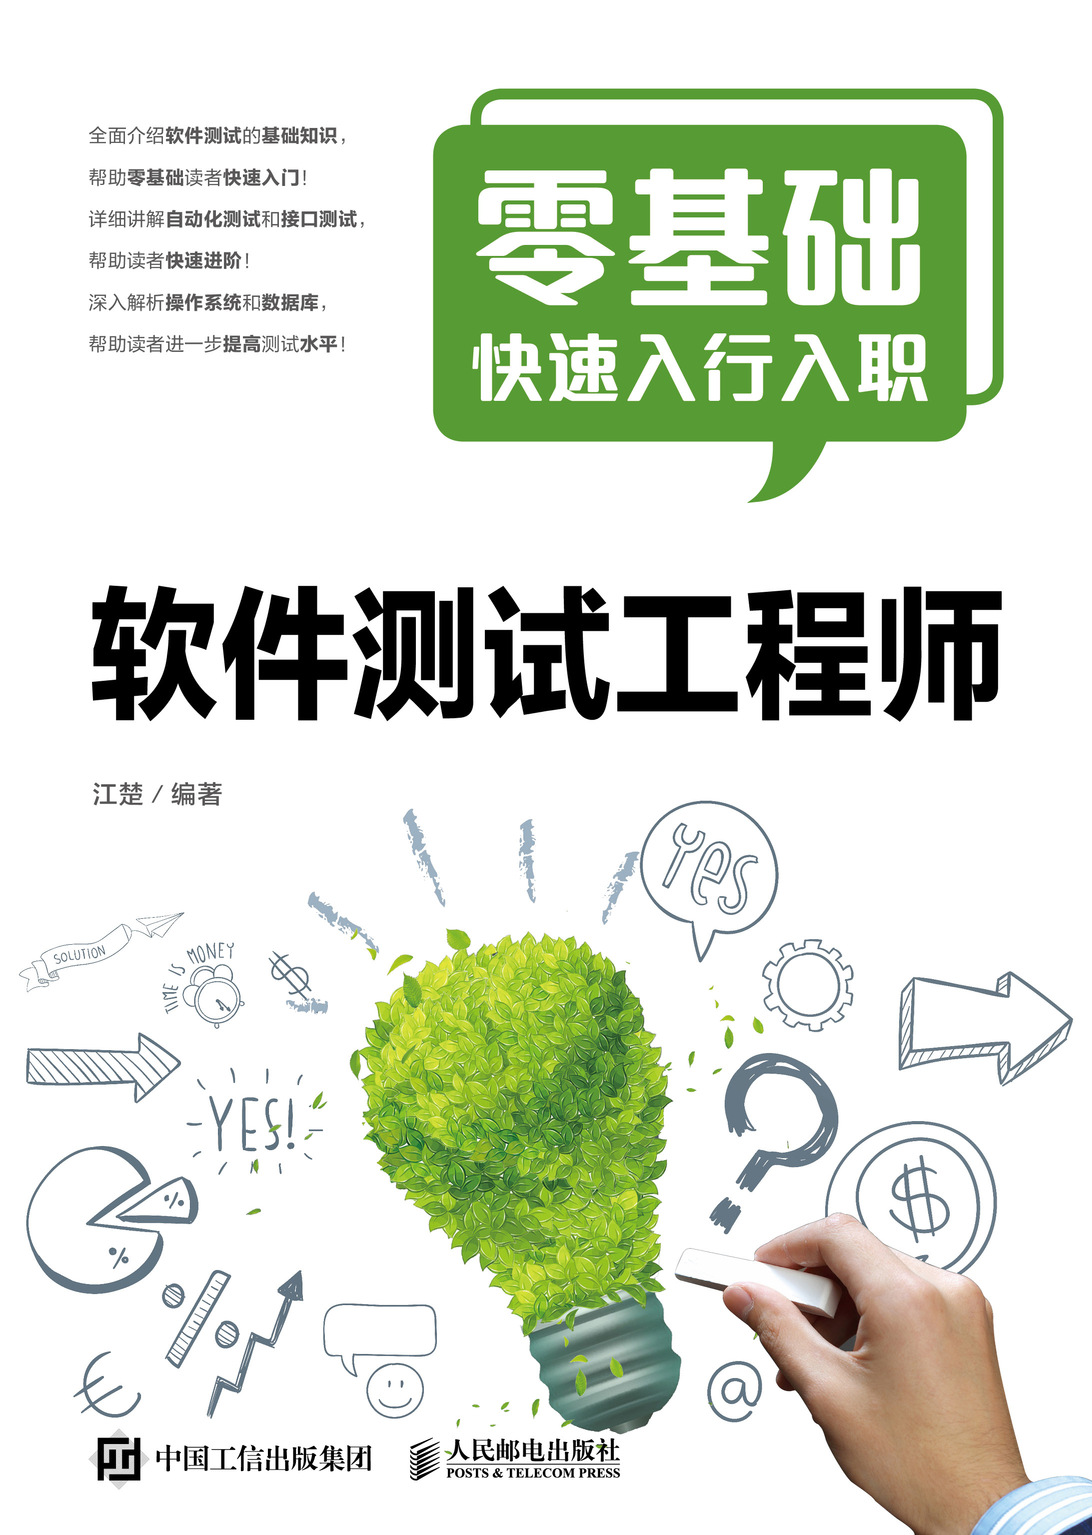 全面介绍软件测试的基础知识，
帮助零基础读者快速入门！
详细讲解自动化测试和接口测试，
帮助读者快速进阶！
深入解析操作系统和数据库，
帮助读者进一步提高测试水平！
零基础
快速入行入职
软件测试工程师
江楚 / 编著
Yes
SOLUTION
TIME IS MONEY
$
YES!
$
%
%
%
€
@
中国工信出版集团
人民邮电出版社
POSTS & TELECOM PRESS